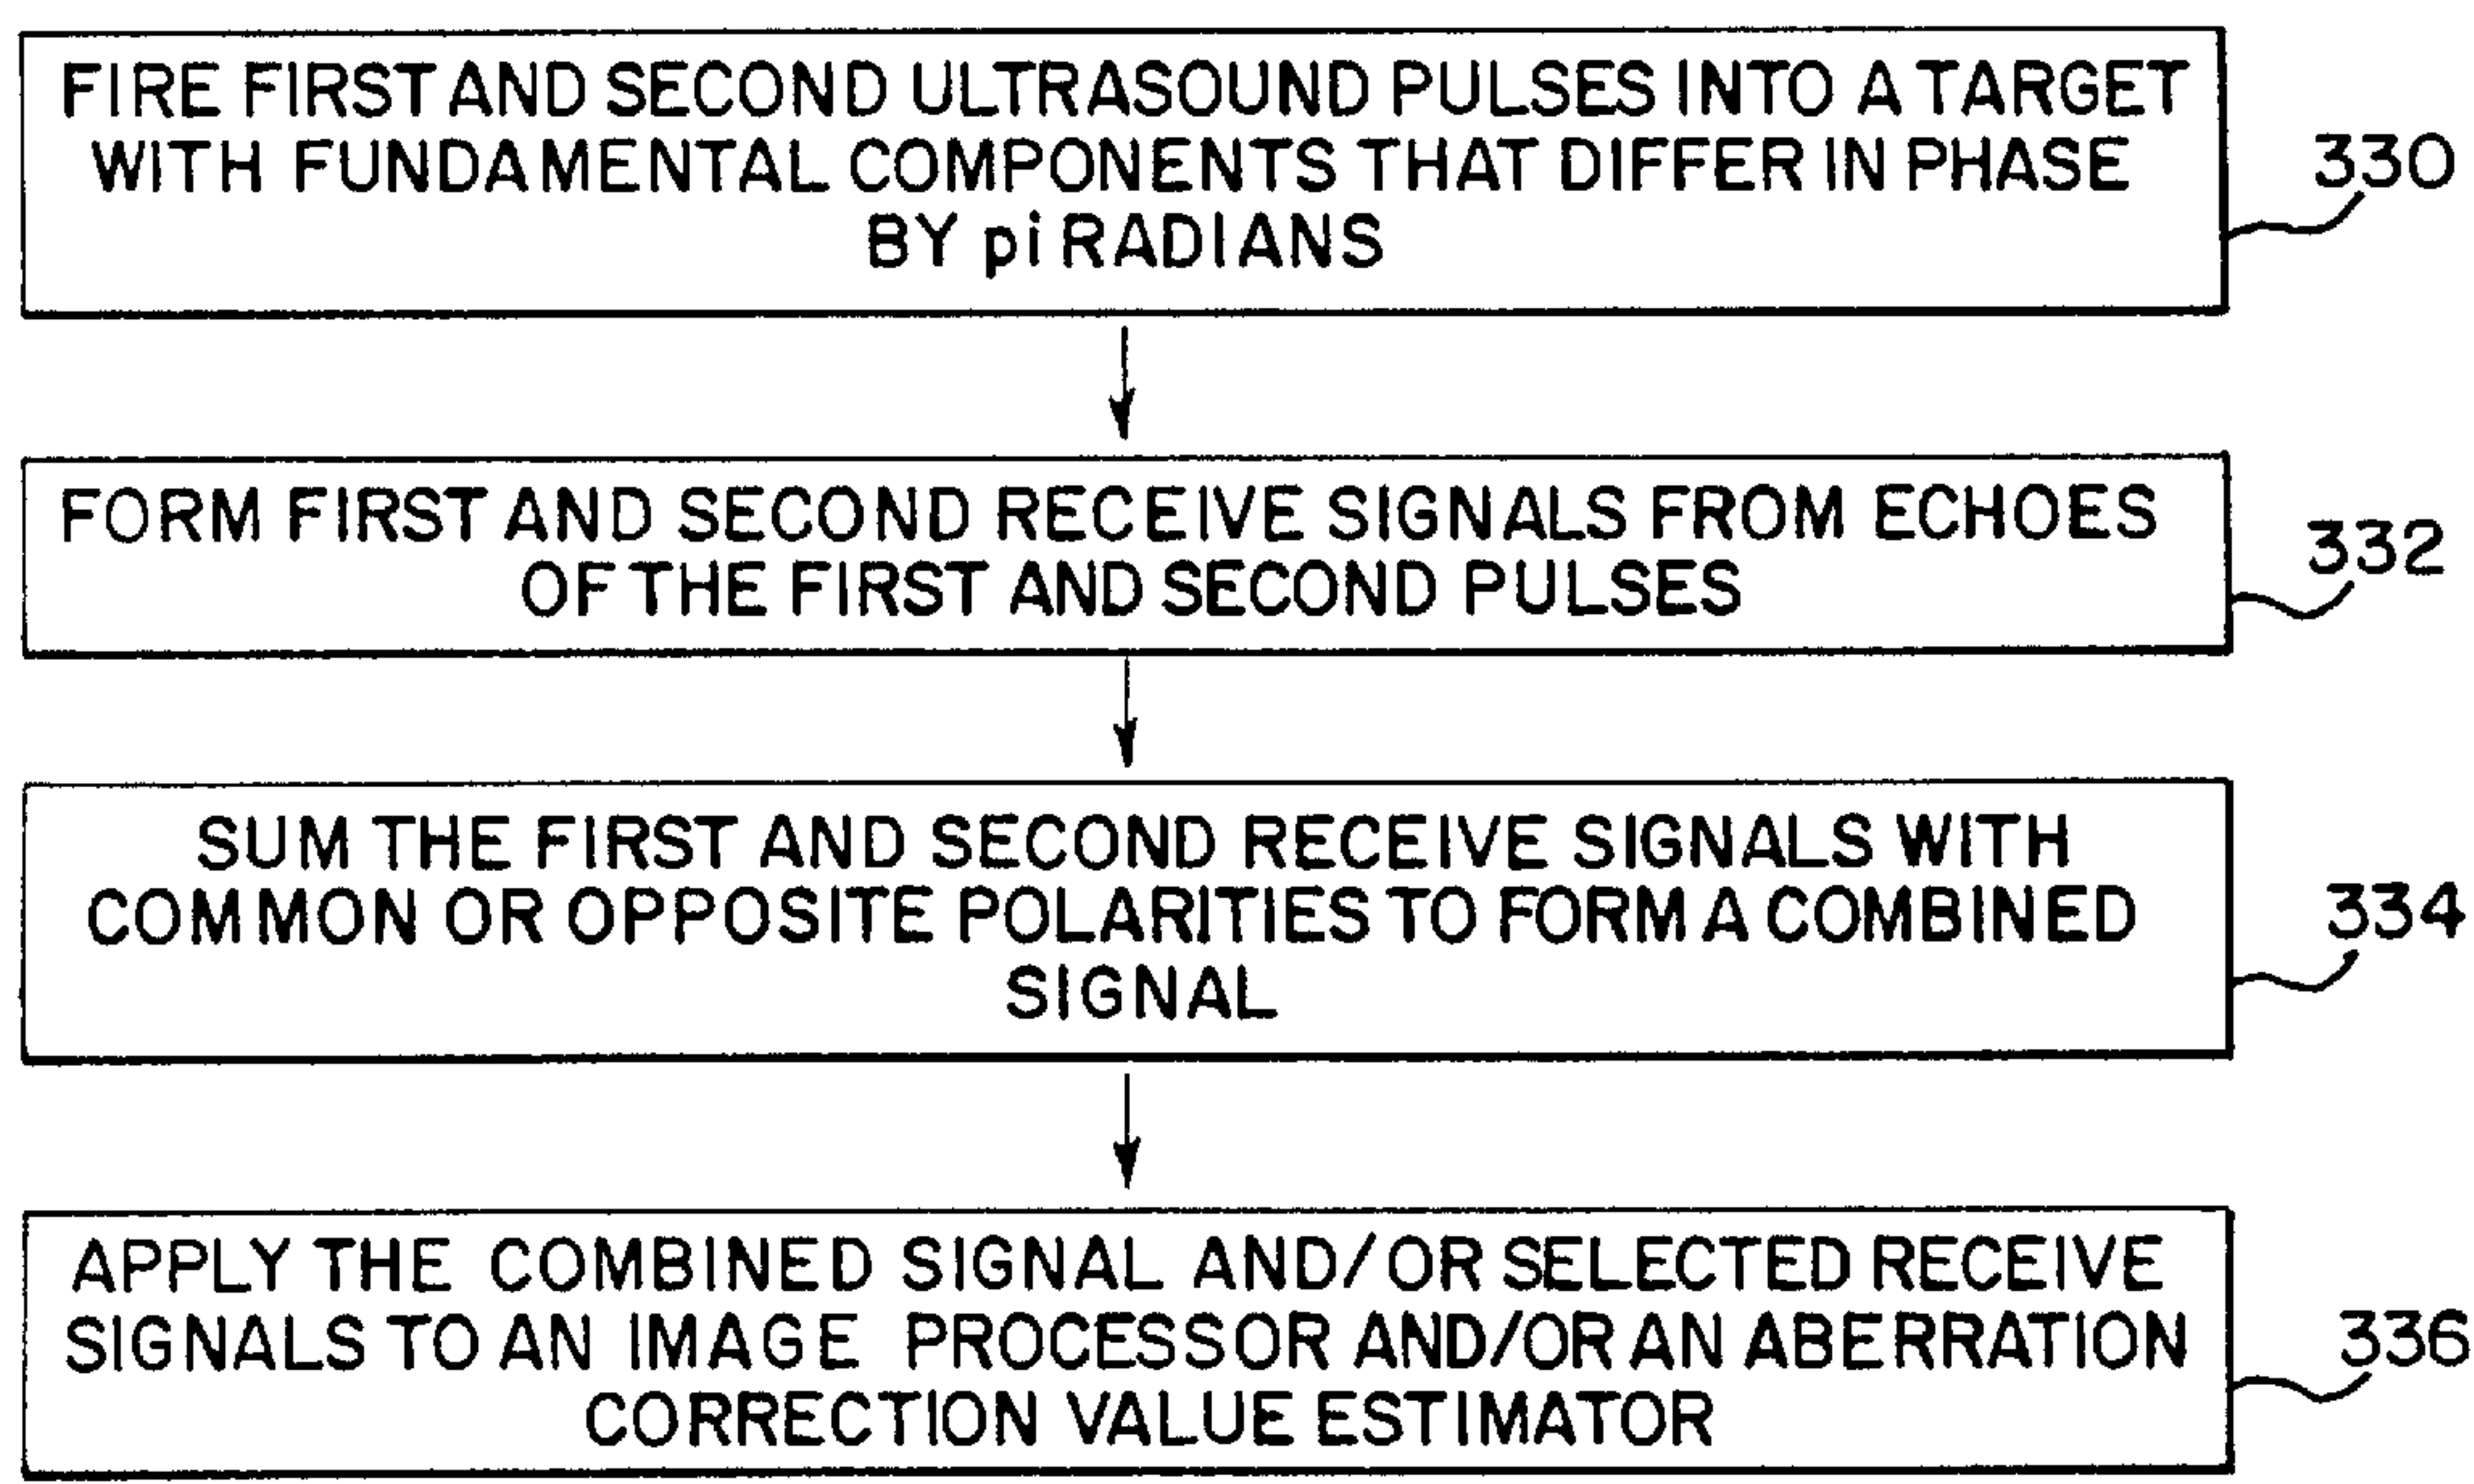 FIRE FIRST AND SECOND ULTRASOUND PULSES INTO A TARGET
WITH FUNDAMENTAL COMPONENTS THAT DIFFER IN PHASE
BY pi RADIANS
330
FORM FIRST AND SECOND RECEIVE SIGNALS FROM ECHOES
OF THE FIRST AND SECOND PULSES
332
SUM THE FIRST AND SECOND RECEIVE SIGNALS WITH
COMMON OR OPPOSITE POLARITIES TO FORM A COMBINED
SIGNAL
334
APPLY THE COMBINED SIGNAL AND/OR SELECTED RECEIVE
SIGNALS TO AN IMAGE PROCESSOR AND/OR AN ABERRATION
CORRECTION VALUE ESTIMATOR
336